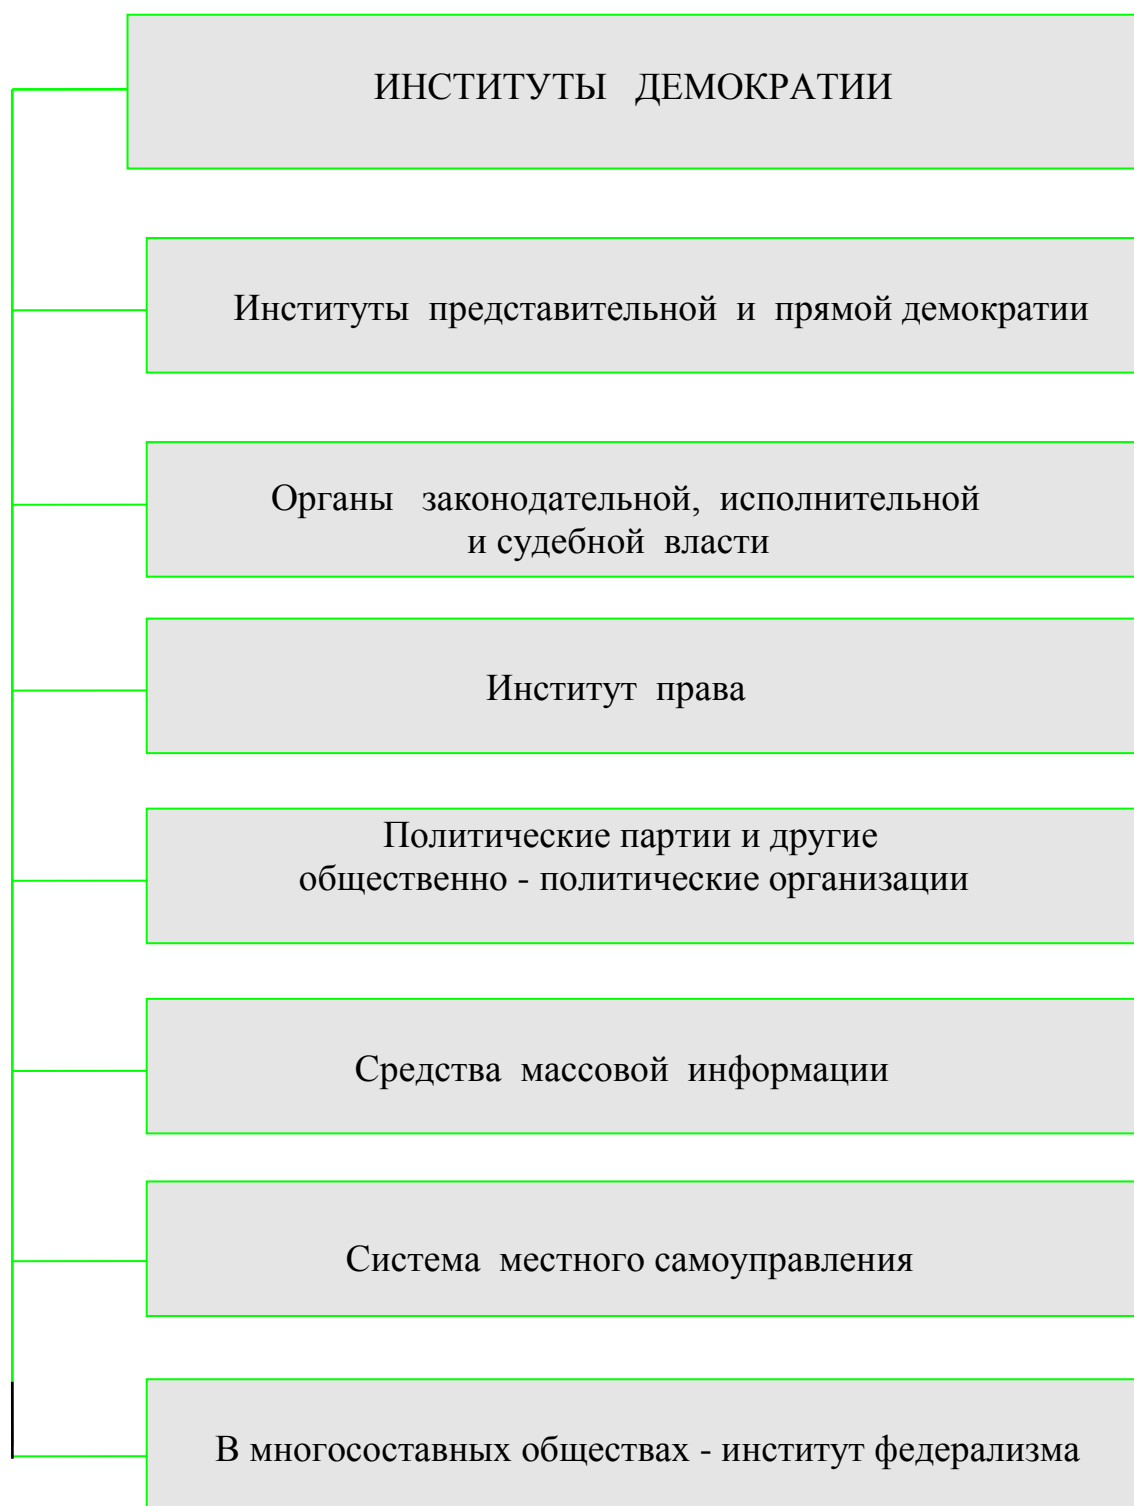 ИНСТИТУТЫ ДЕМОКРАТИИ
Институты представительной и прямой демократии
Органы законодательной, исполнительной
и судебной власти
Институт права
Политические партии и другие
общественно - политические организации
Средства массовой информации
Система местного самоуправления
В многосоставных обществах - институт федерализма